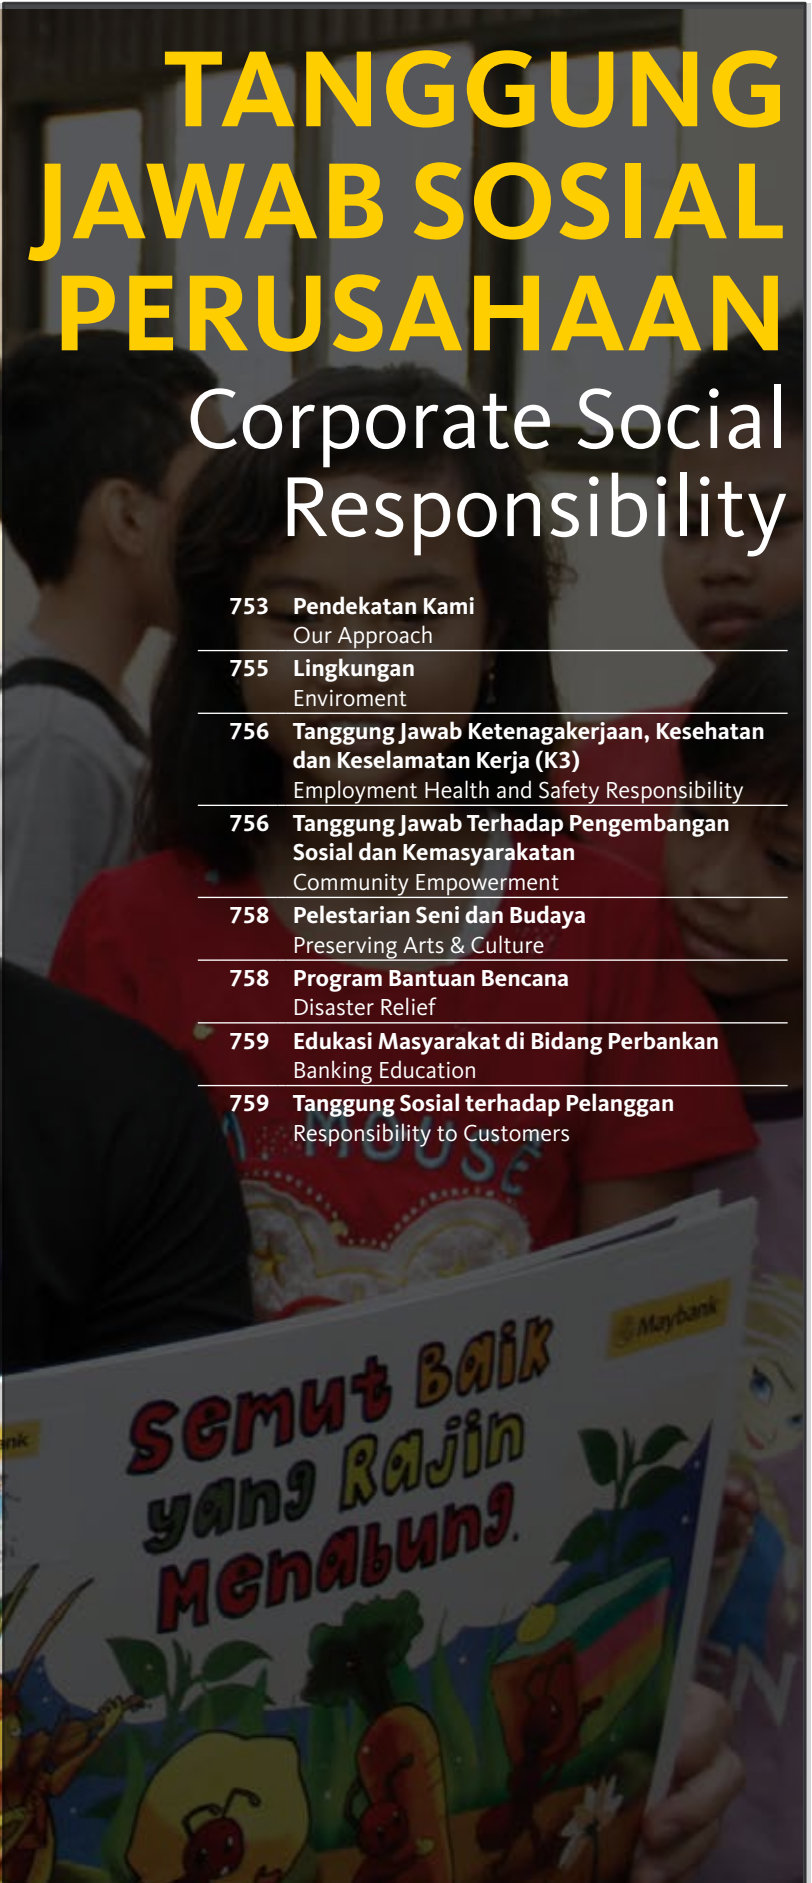 TANGGUNG
JAWAB SOSIAL
PERUSAHAAN
Corporate Social
Responsibility
753 Pendekatan Kami
Our Approach
755 Lingkungan
Enviroment
756 Tanggung Jawab Ketenagakerjaan, Kesehatan
dan Keselamatan Kerja (K3)
Employment Health and Safety Responsibility
756 Tanggung Jawab Terhadap Pengembangan
Sosial dan Kemasyarakatan
Community Empowerment
758 Pelestarian Seni dan Budaya
Preserving Arts & Culture
758 Program Bantuan Bencana
Disaster Relief
759 Edukasi Masyarakat di Bidang Perbankan
Banking Education
759 Tanggung Sosial terhadap Pelanggan
Responsibility to Customers
MOUSE
Maybank
Semut Baik
yang Rajin
Menabung.